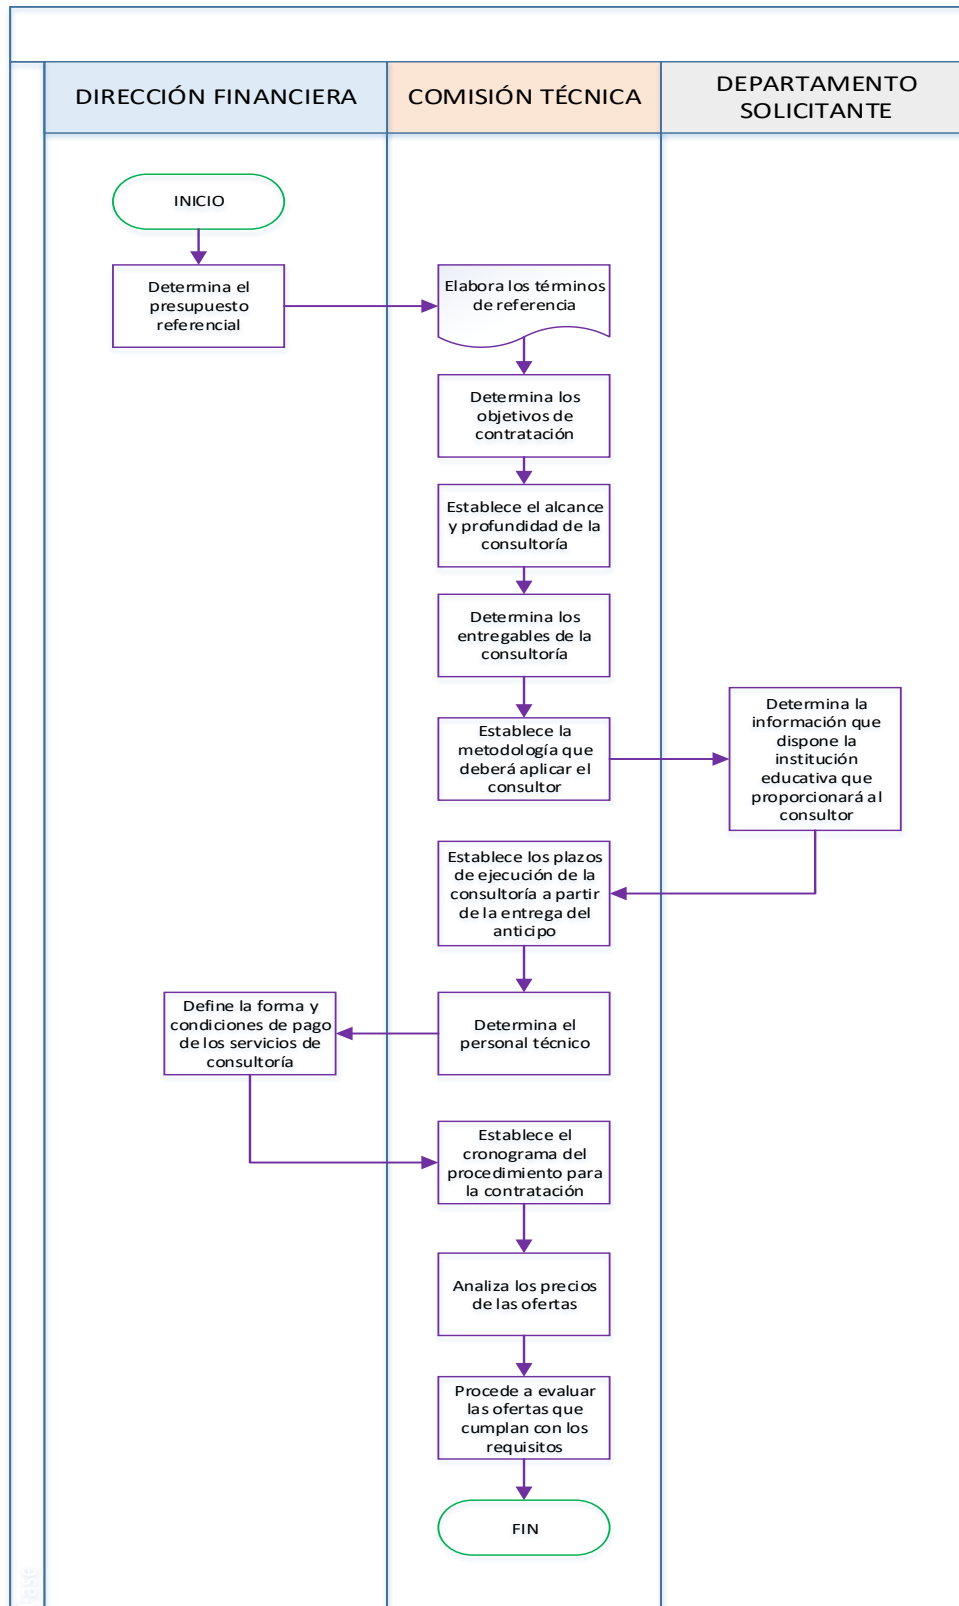 DIRECCIÓN FINANCIERA
COMISIÓN TÉCNICA
DEPARTAMENTO
SOLICITANTE
INICIO
Determina el
presupuesto
referencial
Elabora los términos
de referencia
Determina los
objetivos de
contratación
Establece el alcance
y profundidad de la
consultoría
Determina los
entregables de la
consultoría
Establece la
metodología que
deberá aplicar el
consultor
Determina la
información que
dispone la
institución
educativa que
proporcionará al
consultor
Establece los plazos
de ejecución de la
consultoría a partir
de la entrega del
anticipo
Determina el
personal técnico
Define la forma y
condiciones de pago
de los servicios de
consultoría
Establece el
cronograma del
procedimiento para
la contratación
Analiza los precios
de las ofertas
Procede a evaluar
las ofertas que
cumplan con los
requisitos
FIN
Fase